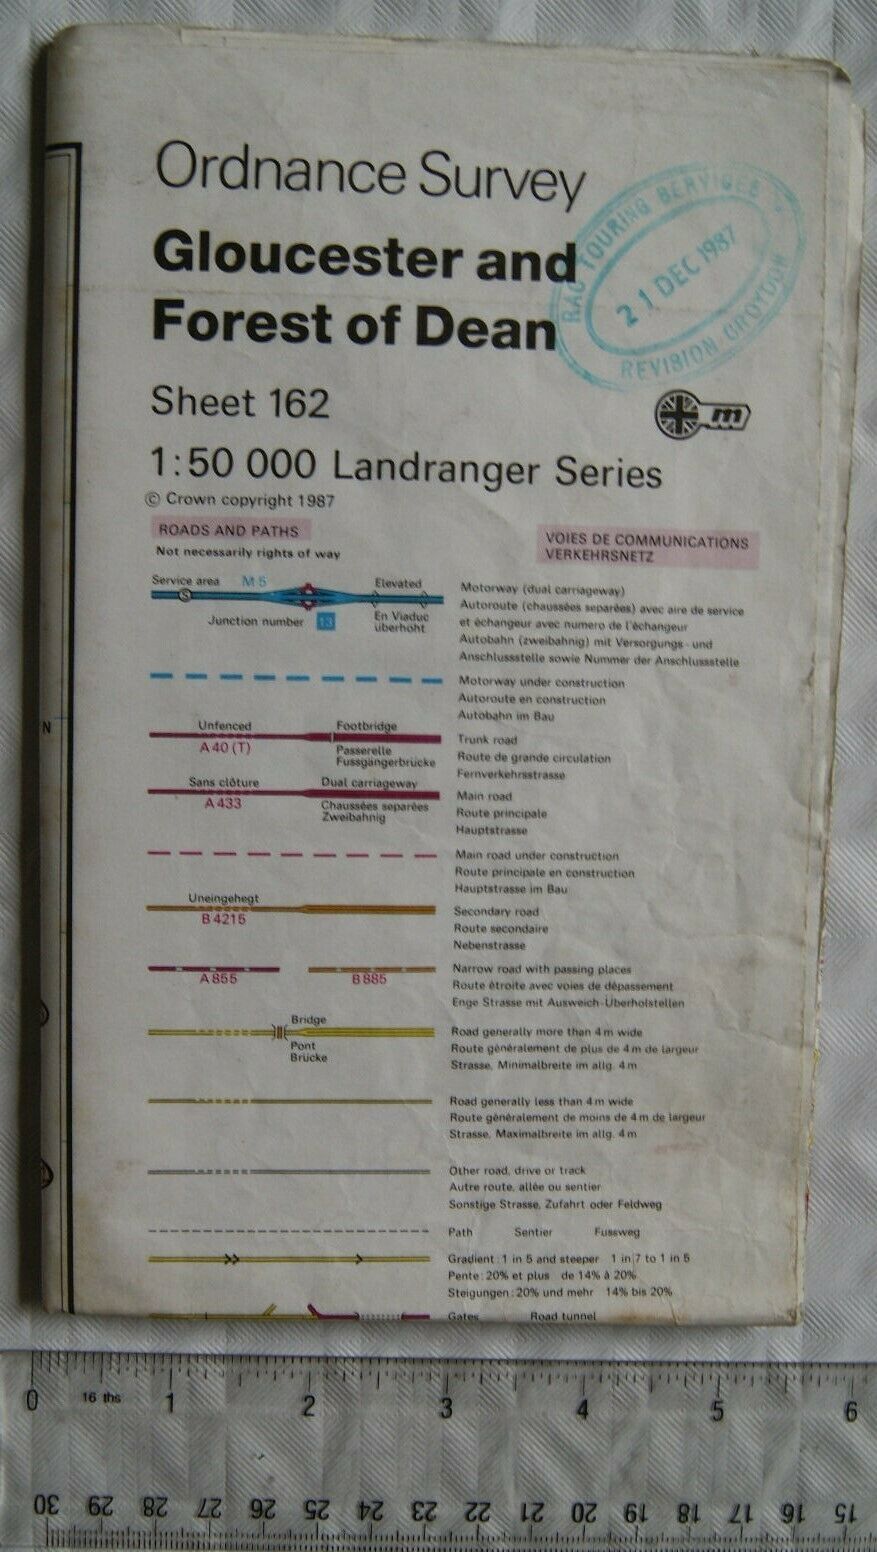 Ordnance Survey
Gloucester and
Forest of Dean
RAC TOURING SERVICES
21 DEC 1987
REVISION CROYDON
Sheet 162
m
1:50 000 Landranger Series
© Crown copyright 1987
ROADS AND PATHS
Not necessarily rights of way
VOIES DE COMMUNICATIONS
VERKEHRSNETZ
Service area M 5 Elevated
S
Junction number 13 En Viaduc
überhöht
Motorway (dual carriageway)
Autoroute (chaussées separées) avec aire de service
et échangeur avec numero de l'échangeur
Autobahn (zweibahnig) mit Versorgungs- und
Anschlussstelle sowie Nummer der Anschlussstelle
Motorway under construction
Autoroute en construction
Autobahn im Bau
N
Unfenced Footbridge
A 40 (T) Passerelle
Fussgängerbrücke
Trunk road
Route de grande circulation
Fernverkehrsstrasse
Sans clôture Dual carriageway
A 433 Chaussées separées
Zweibahnig
Main road
Route principale
Hauptstrasse
Main road under construction
Route principale en construction
Hauptstrasse im Bau
Uneingehegt
B 4215
Secondary road
Route secondaire
Nebenstrasse
A 855 B 885
Narrow road with passing places
Route étroite avec voies de dépassement
Enge Strasse mit Ausweich-Überholstellen
Bridge
Pont
Brücke
Road generally more than 4 m wide
Route généralement de plus de 4 m de largeur
Strasse, Minimalbreite im allg. 4 m
Road generally less than 4 m wide
Route généralement de moins de 4 m de largeur
Strasse, Maximalbreite im allg. 4 m
Other road, drive or track
Autre route, allée ou sentier
Sonstige Strasse, Zufahrt oder Feldweg
Path Sentier Fussweg
Gradient: 1 in 5 and steeper 1 in 7 to 1 in 5
Pente: 20% et plus de 14% à 20%
Steigungen: 20% und mehr 14% bis 20%
Gates Road tunnel
0 16 ths 1 2 3 4 5 6
30 29 28 27 26 25 24 23 22 21 20 19 18 17 16 15